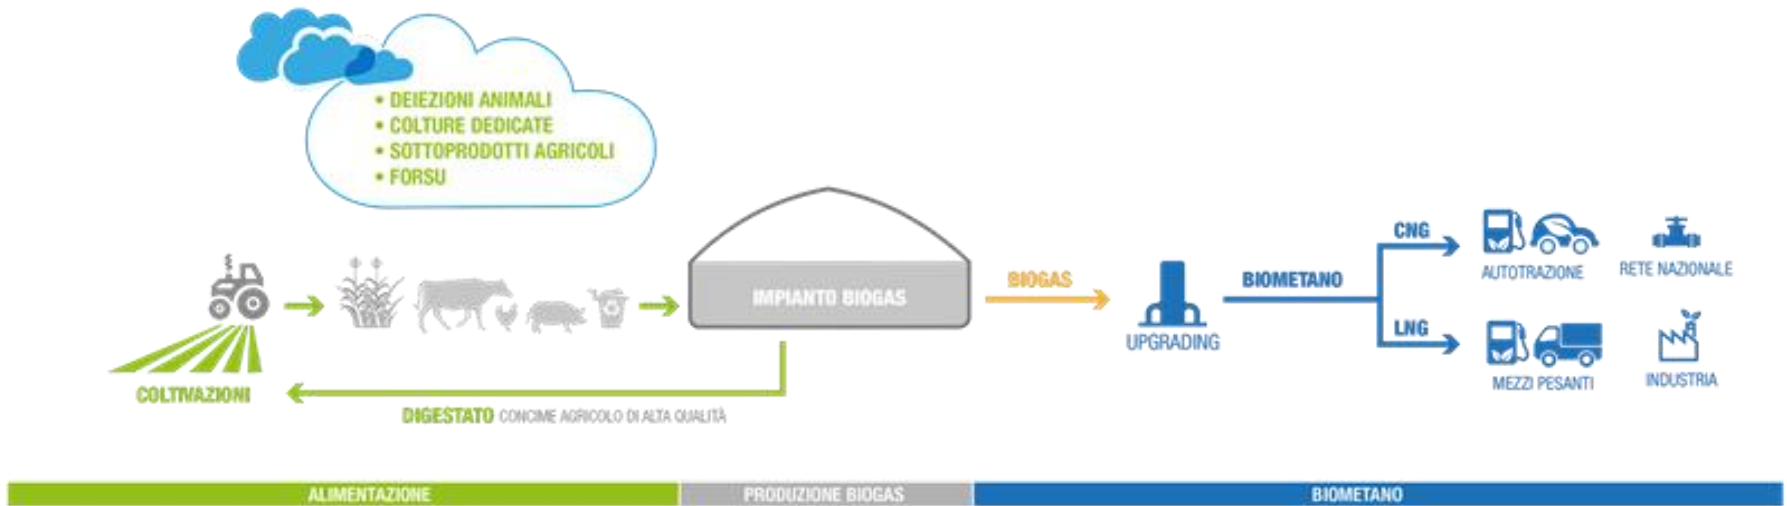 • DEIEZIONI ANIMALI
• COLTURE DEDICATE
• SOTTOPRODOTTI AGRICOLI
• FORSU
COLTIVAZIONI
IMPIANTO BIOGAS
DIGESTATO CONCIME AGRICOLO DI ALTA QUALITÀ
BIOGAS
UPGRADING
BIOMETANO
CNG
AUTOTRAZIONE
RETE NAZIONALE
LNG
MEZZI PESANTI
INDUSTRIA
ALIMENTAZIONE
PRODUZIONE BIOGAS
BIOMETANO